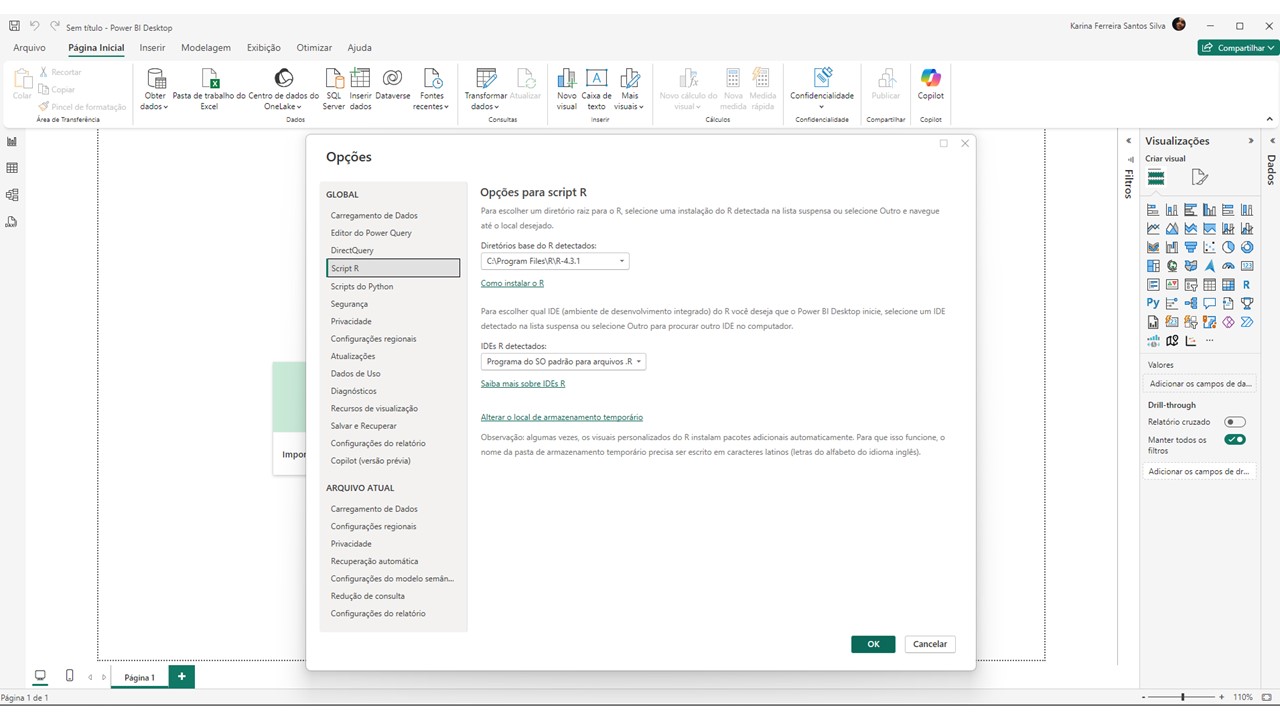 Sem título - Power BI Desktop
Karina Ferreira Santos Silva
Arquivo
Página Inicial
Inserir
Modelagem
Exibição
Otimizar
Ajuda
Compartilhar
Colar
Recortar
Copiar
Pincel de formatação
Área de Transferência
Obter
dados
Pasta de trabalho do
Excel
Centro de dados do
OneLake
SQL
Server
Inserir
dados
Dataverse
Fontes
recentes
Dados
Transformar
dados
Atualizar
Consultas
Novo
visual
Caixa de
texto
Mais
visuais
Inserir
Novo cálculo do
visual
Nova
medida
Medida
rápida
Cálculos
Confidencialidade
Confidencialidade
Publicar
Compartilhar
Copilot
Copilot
Opções
GLOBAL
Carregamento de Dados
Editor do Power Query
DirectQuery
Script R
Scripts do Python
Segurança
Privacidade
Configurações regionais
Atualizações
Dados de Uso
Diagnósticos
Recursos de visualização
Salvar e Recuperar
Configurações do relatório
Copilot (versão prévia)
ARQUIVO ATUAL
Carregamento de Dados
Configurações regionais
Privacidade
Recuperação automática
Configurações do modelo semân...
Redução de consulta
Configurações do relatório
Opções para script R
Para escolher um diretório raiz para o R, selecione uma instalação do R detectada na lista suspensa ou selecione Outro e navegue
até o local desejado.
Diretórios base do R detectados:
C:\Program Files\R\R-4.3.1
Como instalar o R
Para escolher qual IDE (ambiente de desenvolvimento integrado) do R você deseja que o Power BI Desktop inicie, selecione um IDE
detectado na lista suspensa ou selecione Outro para procurar outro IDE no computador.
IDEs R detectados:
Programa do SO padrão para arquivos .R
Saiba mais sobre IDEs R
Alterar o local de armazenamento temporário
Observação: algumas vezes, os visuais personalizados do R instalam pacotes adicionais automaticamente. Para que isso funcione, o
nome da pasta de armazenamento temporário precisa ser escrito em caracteres latinos (letras do alfabeto do idioma inglês).
OK
Cancelar
Impor
Filtros
Visualizações
Criar visual
123
R
Py
Valores
Adicionar os campos de da...
Drill-through
Relatório cruzado
Manter todos os
filtros
Adicionar os campos de dr...
Dados
Página 1
Página 1 de 1
110%